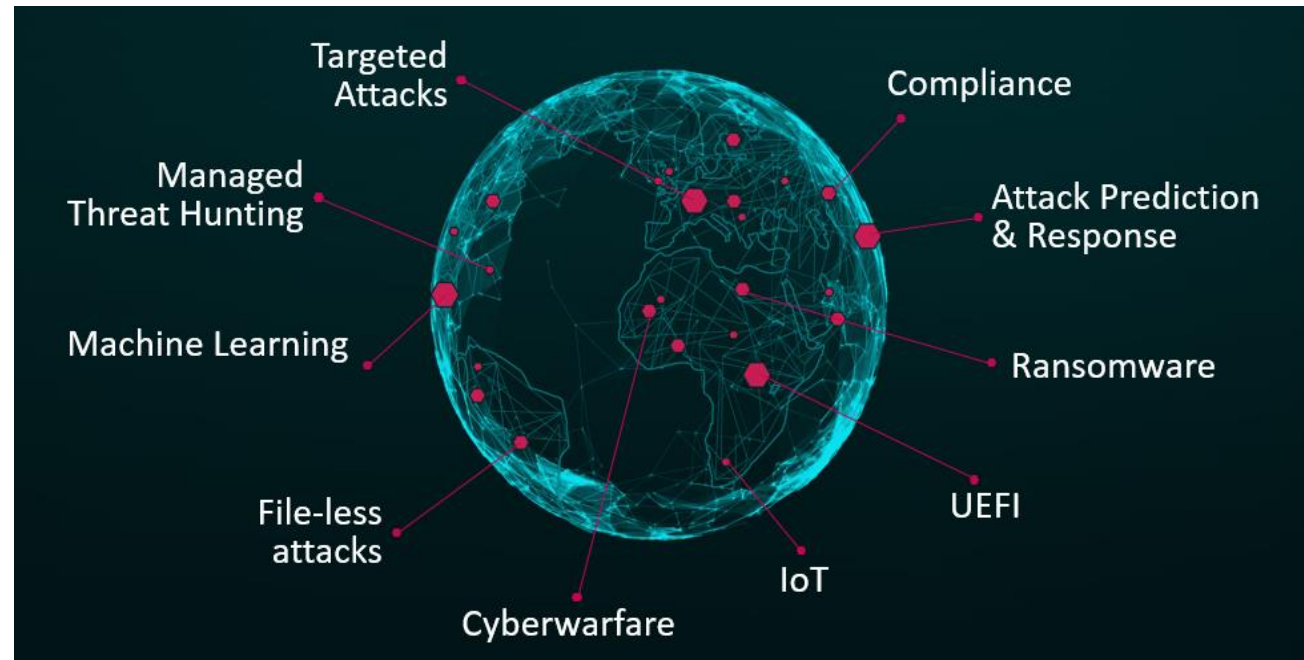 Targeted
Attacks
Compliance
Managed
Threat Hunting
Attack Prediction
& Response
Machine Learning
Ransomware
File-less
attacks
UEFI
IoT
Cyberwarfare